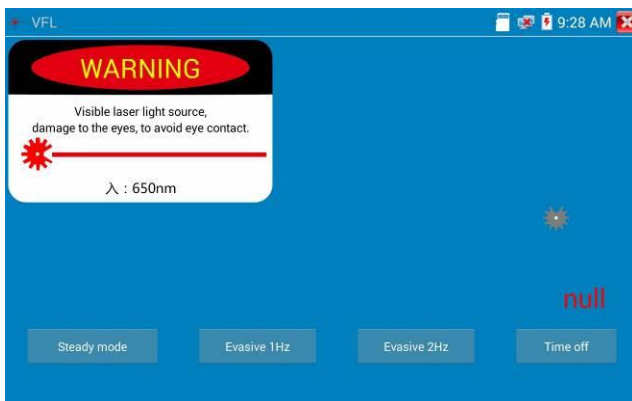 VFL
9:28 AM
WARNING
Visible laser light source,
damage to the eyes, to avoid eye contact.
入 : 650nm
null
Steady mode
Evasive 1Hz
Evasive 2Hz
Time off